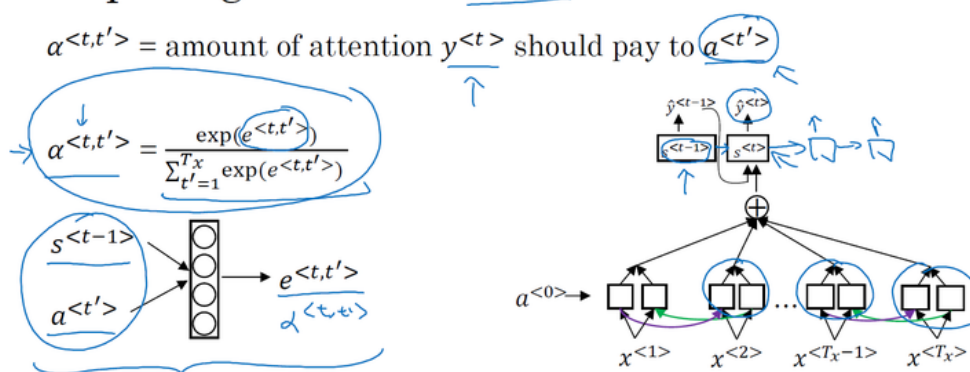 α^{<t,t'>} = amount of attention y^{<t>} should pay to a^{<t'>}
α^{<t,t'>} = exp(e^{<t,t'>}) / Σ_{t'=1}^{Tx} exp(e^{<t,t'>})
ŷ^{<t-1>} ŷ^{<t>}
s^{<t-1>} s^{<t>}
s^{<t-1>}
e^{<t,t'>}
α^{<t,t'>}
a^{<t'>}
a^{<0>}
...
x^{<1>} x^{<2>} x^{<Tx-1>} x^{<Tx>}